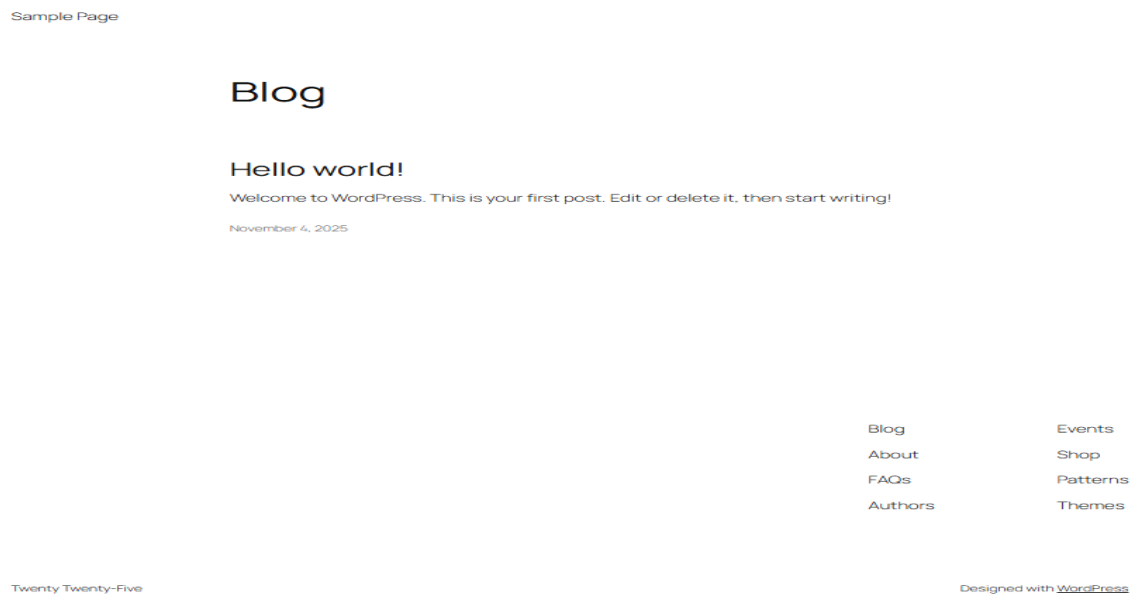 Sample Page
Blog
Hello world!
Welcome to WordPress. This is your first post. Edit or delete it, then start writing!
November 4, 2025
Blog
About
FAQs
Authors
Events
Shop
Patterns
Themes
Twenty Twenty-Five
Designed with WordPress